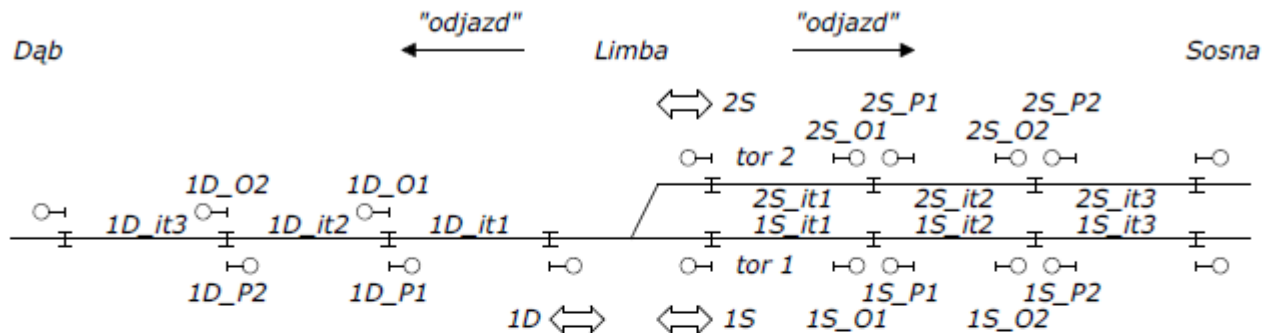 "odjazd" "odjazd"
Dąb Limba Sosna
2S 2S_P1 2S_P2
2S_O1 2S_O2
1D_O2 1D_O1 tor 2
2S_it1 2S_it2 2S_it3
1D_it3 1D_it2 1D_it1 1S_it1 1S_it2 1S_it3
tor 1
1D_P2 1D_P1 1S_P1 1S_P2
1D 1S 1S_O1 1S_O2